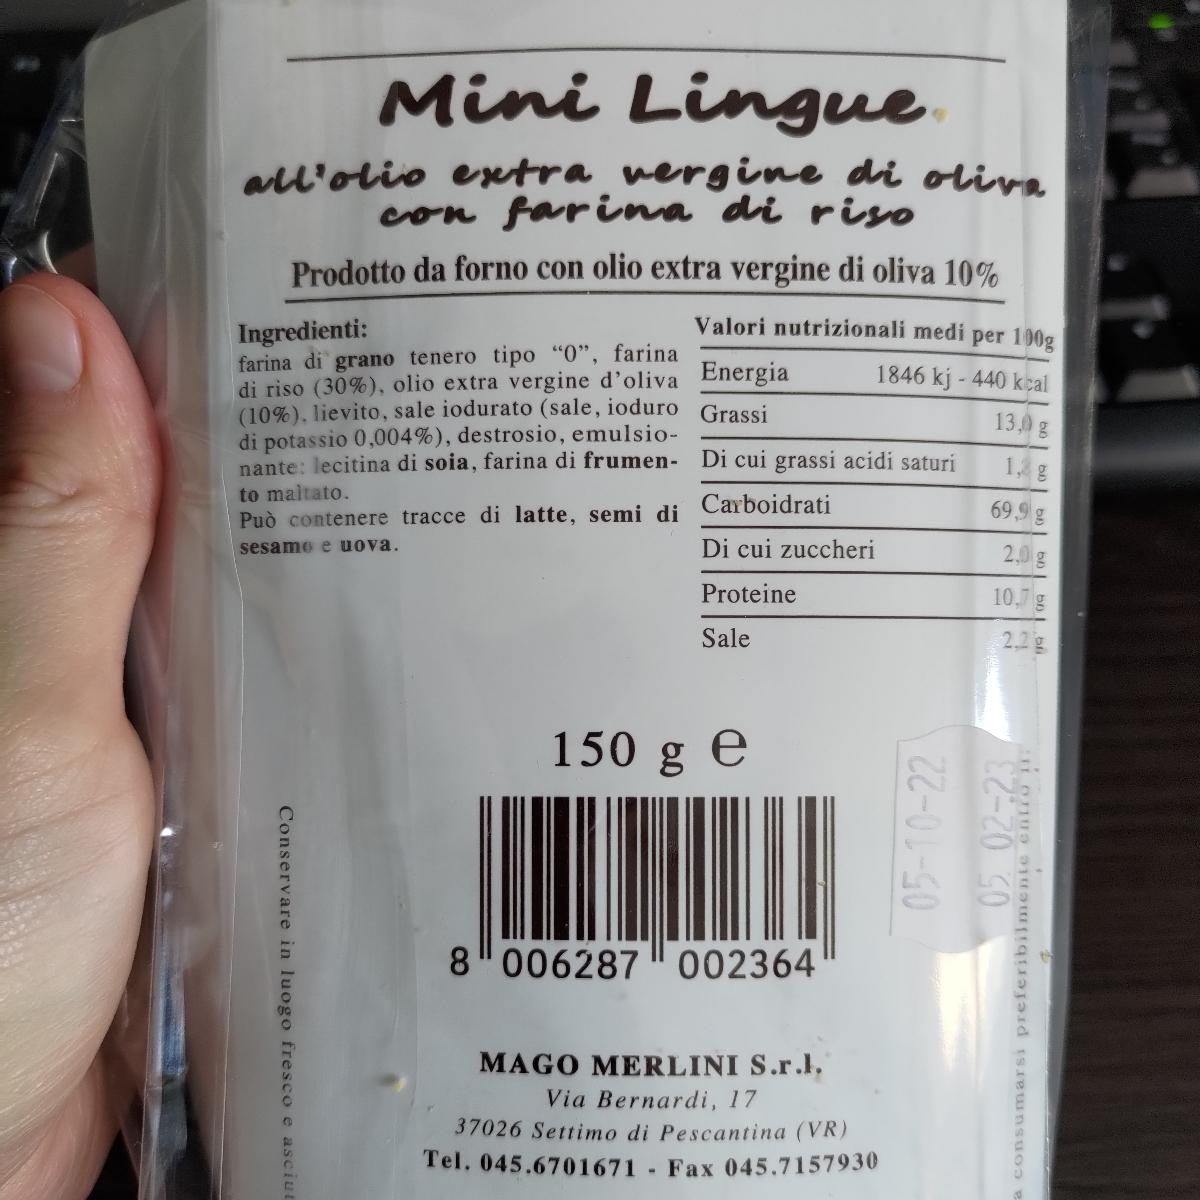 Mini Lingue
all'olio extra vergine di oliva
con farina di riso
Prodotto da forno con olio extra vergine di oliva 10%
Ingredienti:
farina di grano tenero tipo “0”, farina
di riso (30%), olio extra vergine d’oliva
(10%), lievito, sale iodurato (sale, ioduro
di potassio 0,004%), destrosio, emulsio-
nante: lecitina di soia, farina di frumen-
to maltato.
Può contenere tracce di latte, semi di
sesamo e uova.
Valori nutrizionali medi per 100g
Energia 1846 kj - 440 kcal
Grassi 13,0 g
Di cui grassi acidi saturi 1,8 g
Carboidrati 69,9 g
Di cui zuccheri 2,0 g
Proteine 10,7 g
Sale 2,2 g
150 g e
05-10-22
05. 02-23
8 006287 002364
Conservare in luogo fresco e
consumarsi preferibilmente entro il:
MAGO MERLINI S.r.l.
Via Bernardi, 17
37026 Settimo di Pescantina (VR)
Tel. 045.6701671 - Fax 045.7157930